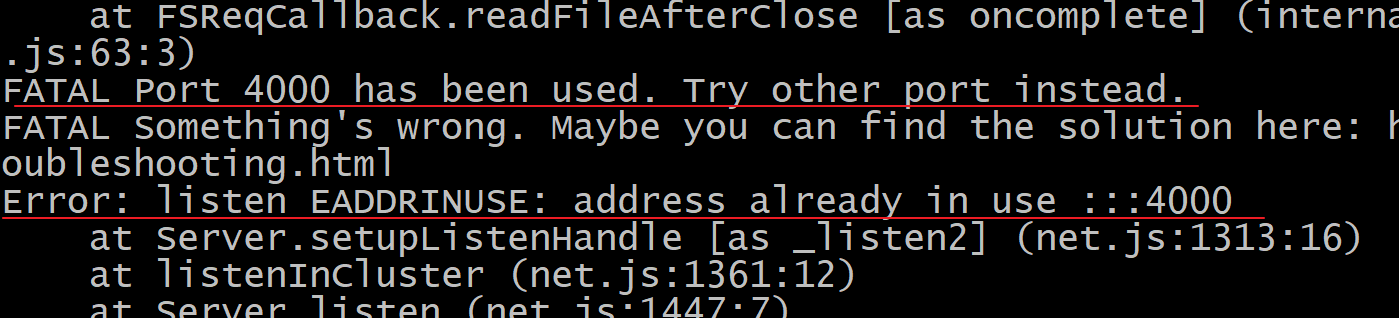 at FSReqCallback.readFileAfterClose [as oncomplete] (interna
.js:63:3)
FATAL Port 4000 has been used. Try other port instead.
FATAL Something's wrong. Maybe you can find the solution here: h
oubleshooting.html
Error: listen EADDRINUSE: address already in use :::4000
at Server.setupListenHandle [as _listen2] (net.js:1313:16)
at listenInCluster (net.js:1361:12)
at Server.listen (net.js:1447:7)